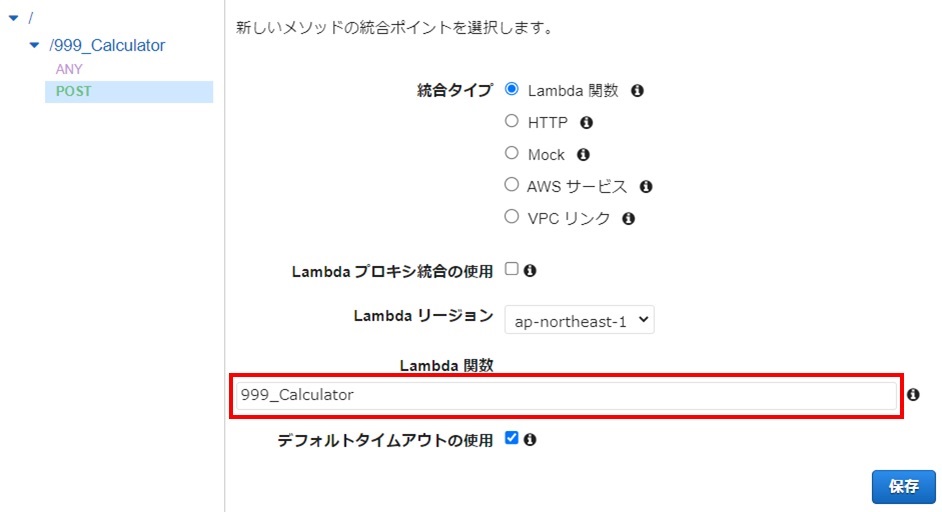 /
/999_Calculator
ANY
POST
新しいメソッドの統合ポイントを選択します。
統合タイプ Lambda 関数
HTTP
Mock
AWS サービス
VPC リンク
Lambda プロキシ統合の使用
Lambda リージョン ap-northeast-1
Lambda 関数
999_Calculator
デフォルトタイムアウトの使用
保存